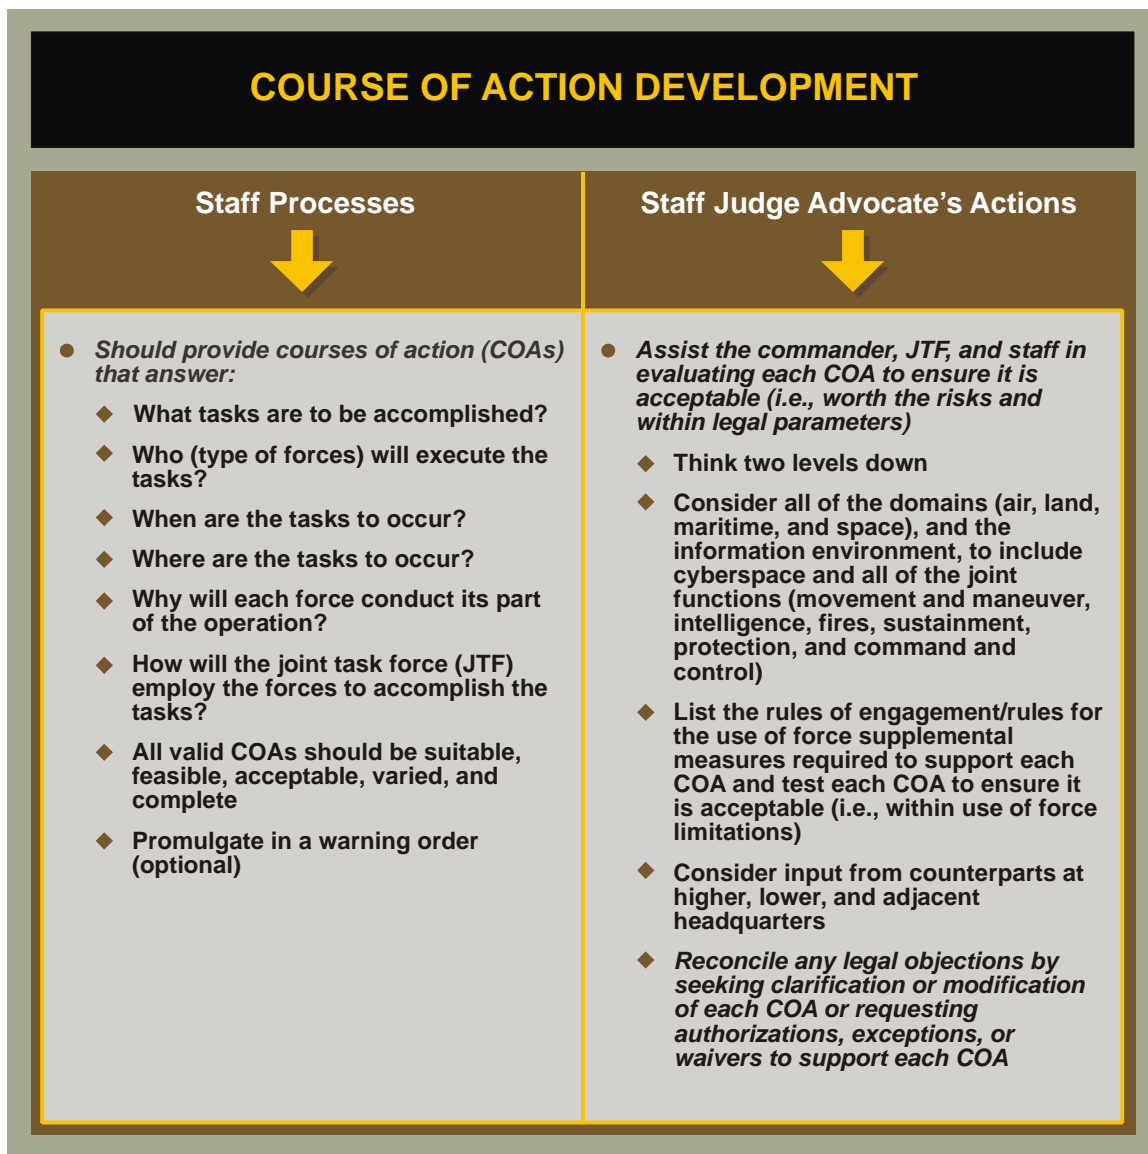 COURSE OF ACTION DEVELOPMENT
Staff Processes
Should provide courses of action (COAs)
that answer:
What tasks are to be accomplished?
Who (type of forces) will execute the
tasks?
When are the tasks to occur?
Where are the tasks to occur?
Why will each force conduct its part
of the operation?
How will the joint task force (JTF)
employ the forces to accomplish the
tasks?
All valid COAs should be suitable,
feasible, acceptable, varied, and
complete
Promulgate in a warning order
(optional)
Staff Judge Advocate’s Actions
Assist the commander, JTF, and staff in
evaluating each COA to ensure it is
acceptable (i.e., worth the risks and
within legal parameters)
Think two levels down
Consider all of the domains (air, land,
maritime, and space), and the
information environment, to include
cyberspace and all of the joint
functions (movement and maneuver,
intelligence, fires, sustainment,
protection, and command and
control)
List the rules of engagement/rules for
the use of force supplemental
measures required to support each
COA and test each COA to ensure it
is acceptable (i.e., within use of force
limitations)
Consider input from counterparts at
higher, lower, and adjacent
headquarters
Reconcile any legal objections by
seeking clarification or modification
of each COA or requesting
authorizations, exceptions, or
waivers to support each COA